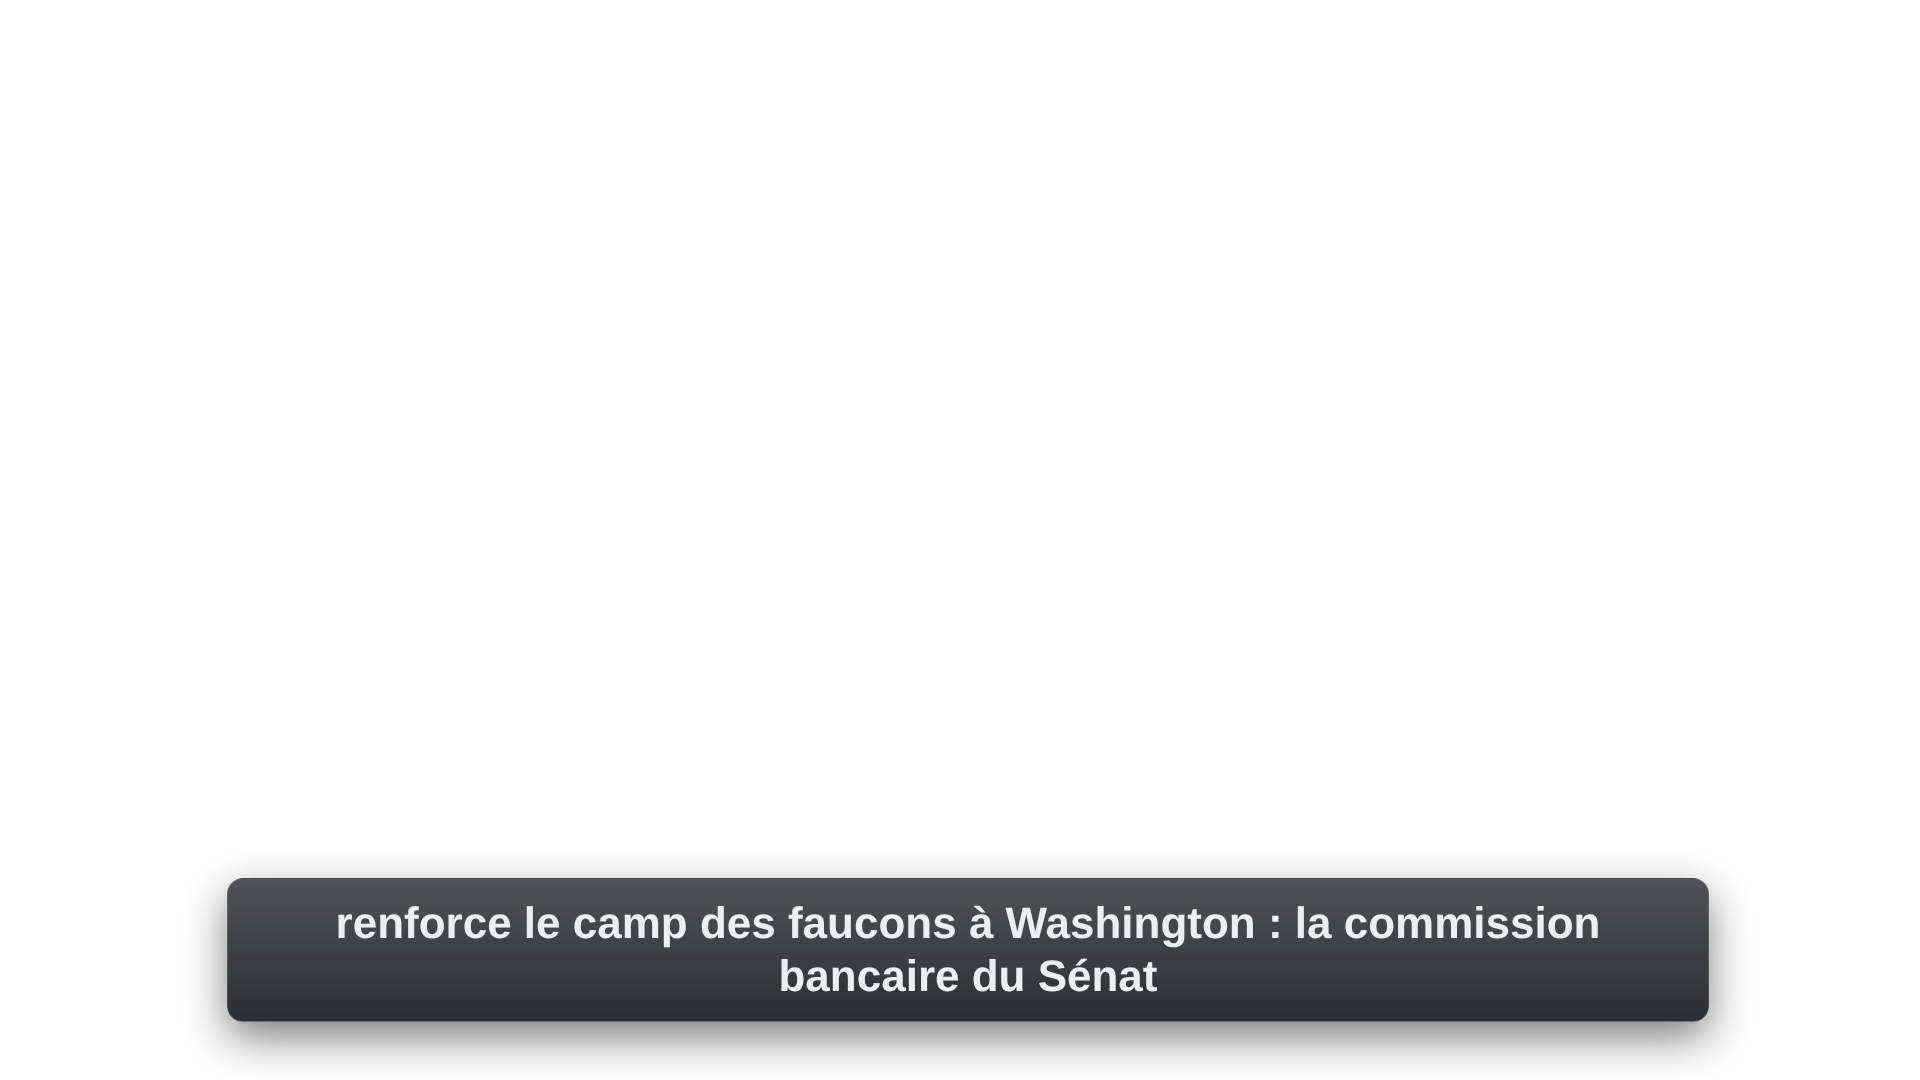 renforce le camp des faucons à Washington : la commission
bancaire du Sénat